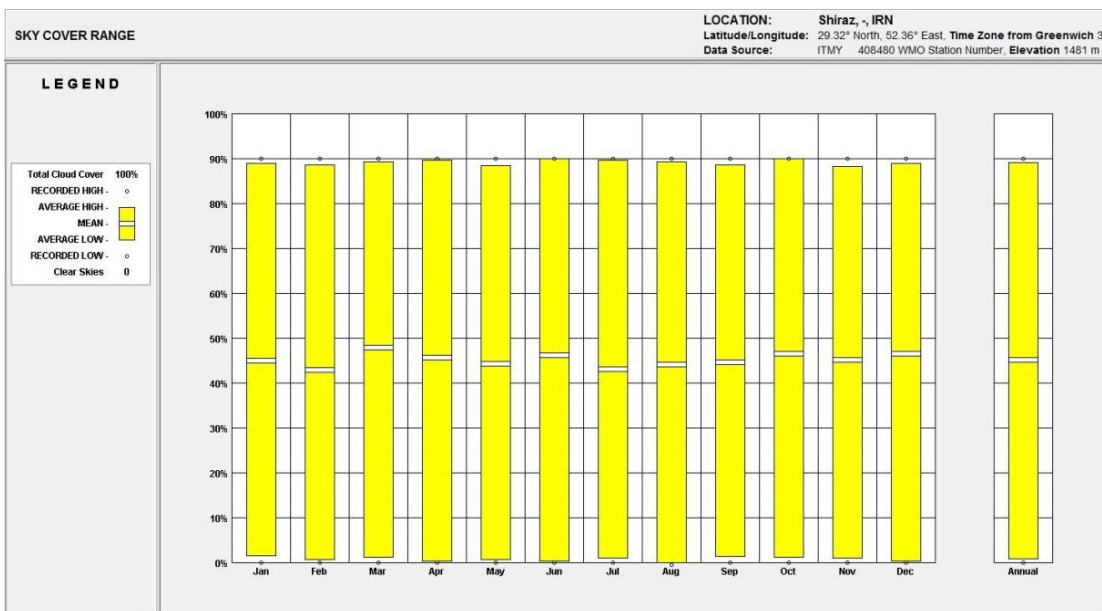 SKY COVER RANGE
LOCATION: Shiraz, -, IRN
Latitude/Longitude: 29.32° North, 52.36° East, Time Zone from Greenwich 3
Data Source: ITMY 408480 WMO Station Number, Elevation 1481 m
LEGEND
Total Cloud Cover 100%
RECORDED HIGH -
AVERAGE HIGH -
MEAN -
AVERAGE LOW -
RECORDED LOW -
Clear Skies 0
100%
90%
80%
70%
60%
50%
40%
30%
20%
10%
0%
Jan Feb Mar Apr May Jun Jul Aug Sep Oct Nov Dec Annual